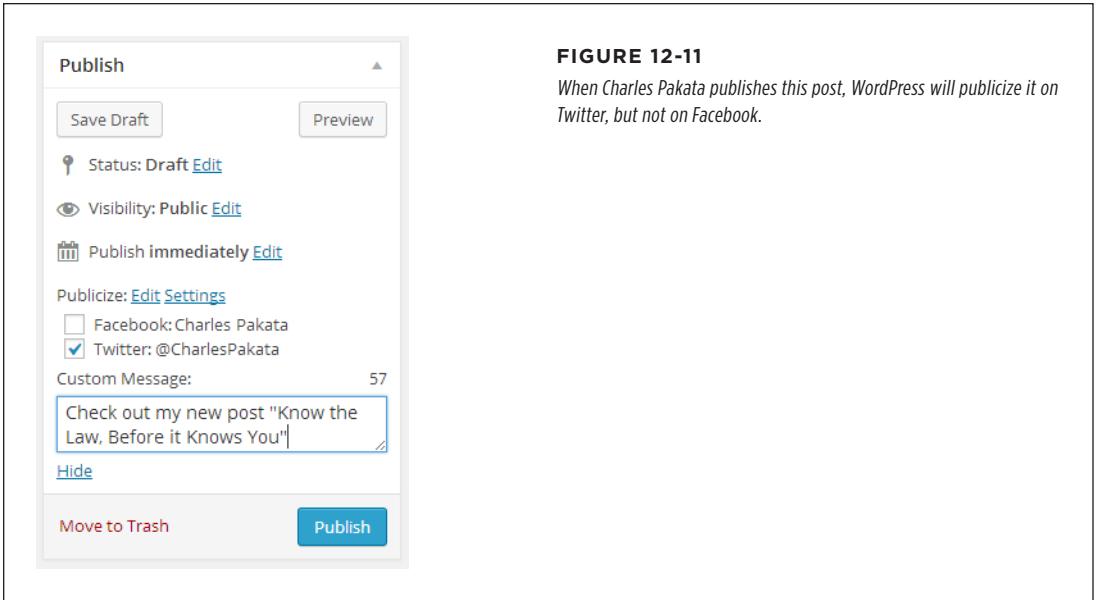 Publish
Save Draft
Preview
Status: Draft Edit
Visibility: Public Edit
Publish immediately Edit
Publicize: Edit Settings
Facebook: Charles Pakata
Twitter: @CharlesPakata
Custom Message: 57
Check out my new post "Know the
Law, Before it Knows You"
Hide
Move to Trash
Publish
FIGURE 12-11
When Charles Pakata publishes this post, WordPress will publicize it on
Twitter, but not on Facebook.